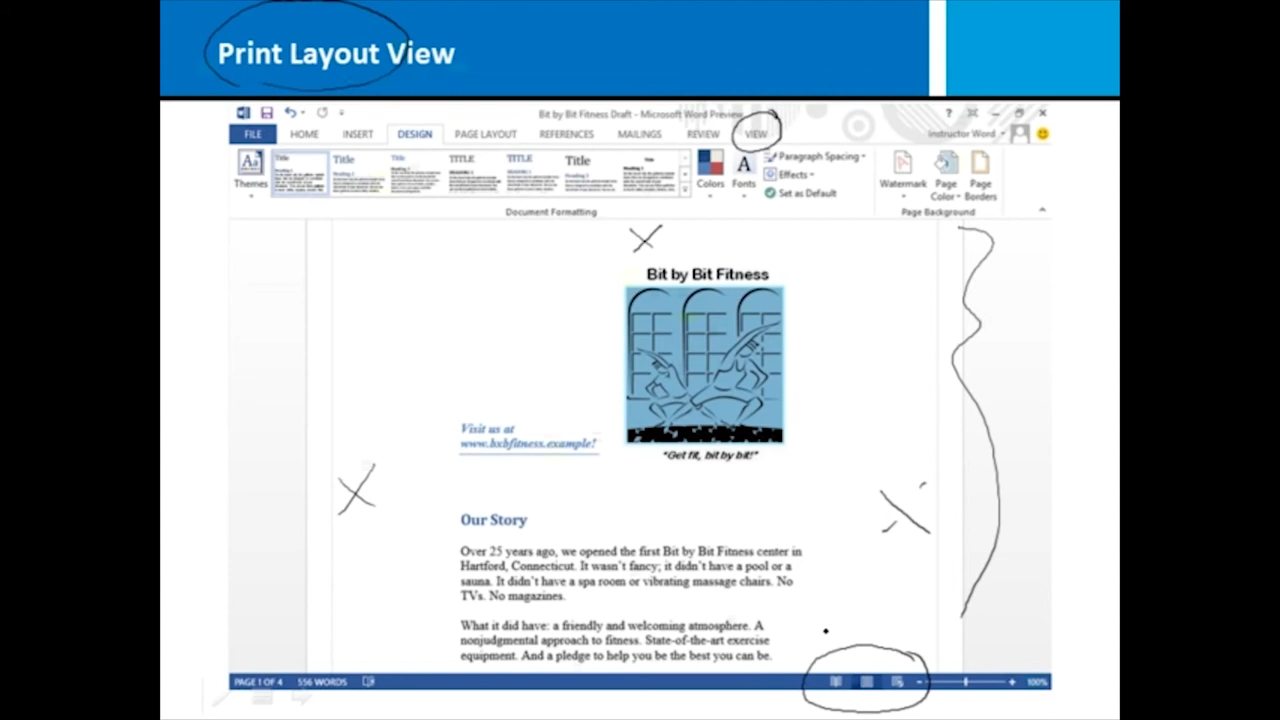 Print Layout View
Bit by Bit Fitness Draft - Microsoft Word Preview
FILE HOME INSERT DESIGN PAGE LAYOUT REFERENCES MAILINGS REVIEW VIEW Instructor Word
Themes
Title Title Title TITLE TITLE Title Title
Colors
Fonts
Paragraph Spacing
Effects
Set as Default
Watermark
Page Color
Page Borders
Document Formatting
Page Background
Bit by Bit Fitness
Visit us at
www.bxbfitness.example!
"Get fit, bit by bit!"
Our Story
Over 25 years ago, we opened the first Bit by Bit Fitness center in
Hartford, Connecticut. It wasn't fancy; it didn't have a pool or a
sauna. It didn't have a spa room or vibrating massage chairs. No
TVs. No magazines.
What it did have: a friendly and welcoming atmosphere. A
nonjudgmental approach to fitness. State-of-the-art exercise
equipment. And a pledge to help you be the best you can be.
PAGE 1 OF 4 556 WORDS 100%